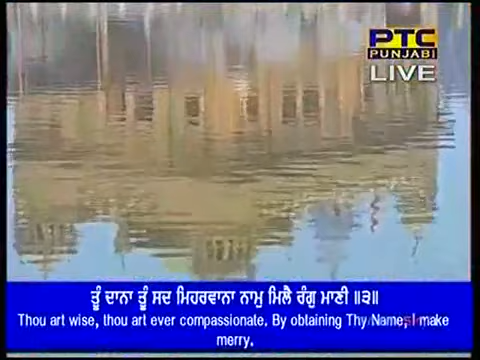 PTC
PUNJABI
LIVE
ਤੂੰ ਦਾਨਾ ਤੂੰ ਸਦ ਮਿਹਰਵਾਨਾ ਨਾਮੁ ਮਿਲੈ ਰੰਗੁ ਮਾਣੀ ॥੩॥
Thou art wise, thou art ever compassionate. By obtaining Thy Name, I make
merry.